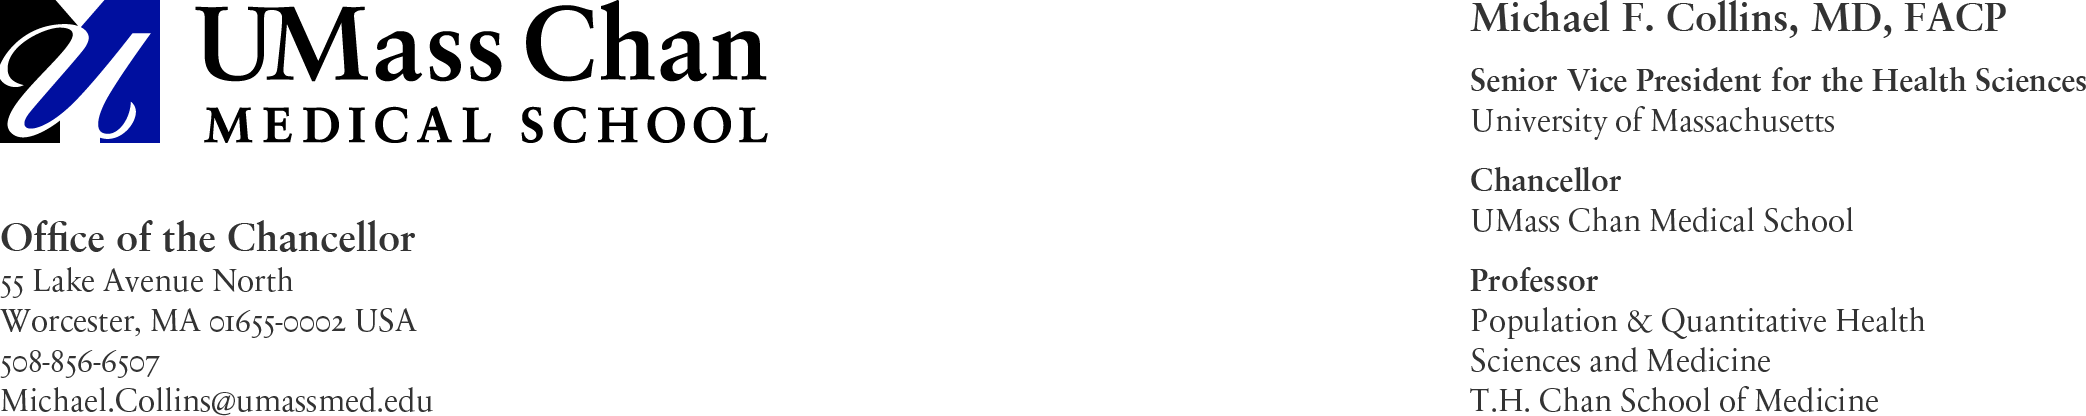 UMass Chan
MEDICAL SCHOOL
Office of the Chancellor
55 Lake Avenue North
Worcester, MA 01655-0002 USA
508-856-6507
Michael.Collins@umassmed.edu
Michael F. Collins, MD, FACP
Senior Vice President for the Health Sciences
University of Massachusetts
Chancellor
UMass Chan Medical School
Professor
Population & Quantitative Health
Sciences and Medicine
T.H. Chan School of Medicine